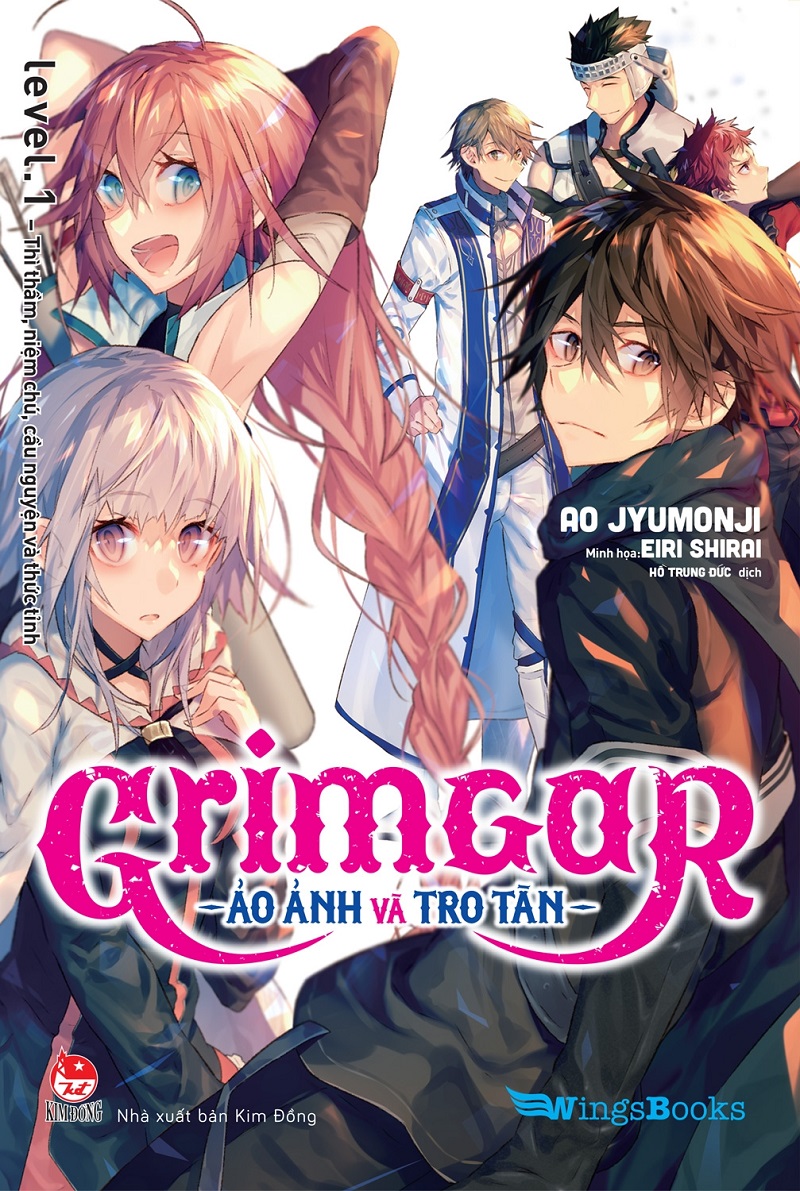 level. 1 – Thì thầm, niệm chú, cầu nguyện và thức tỉnh
AO JYUMONJI
Minh họa: EIRI SHIRAI
HỒ TRUNG ĐỨC dịch
GrimGaR
– ẢO ẢNH VÀ TRO TÀN –
KIM ĐỒNG
Nhà xuất bản Kim Đồng
WingsBooks